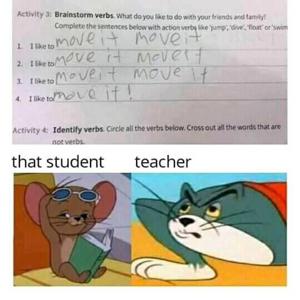 Activity 3: Brainstorm verbs. What do you like to do with your friends and family?
Complete the sentences below with action verbs like 'jump', 'dive', 'float' or 'swim
1. I like to move it move it
2. I like to move it move it
3. I like to move it move it
4. I like to move it!
Activity 4: Identify verbs. Circle all the verbs below. Cross out all the words that are
not verbs.
that student teacher